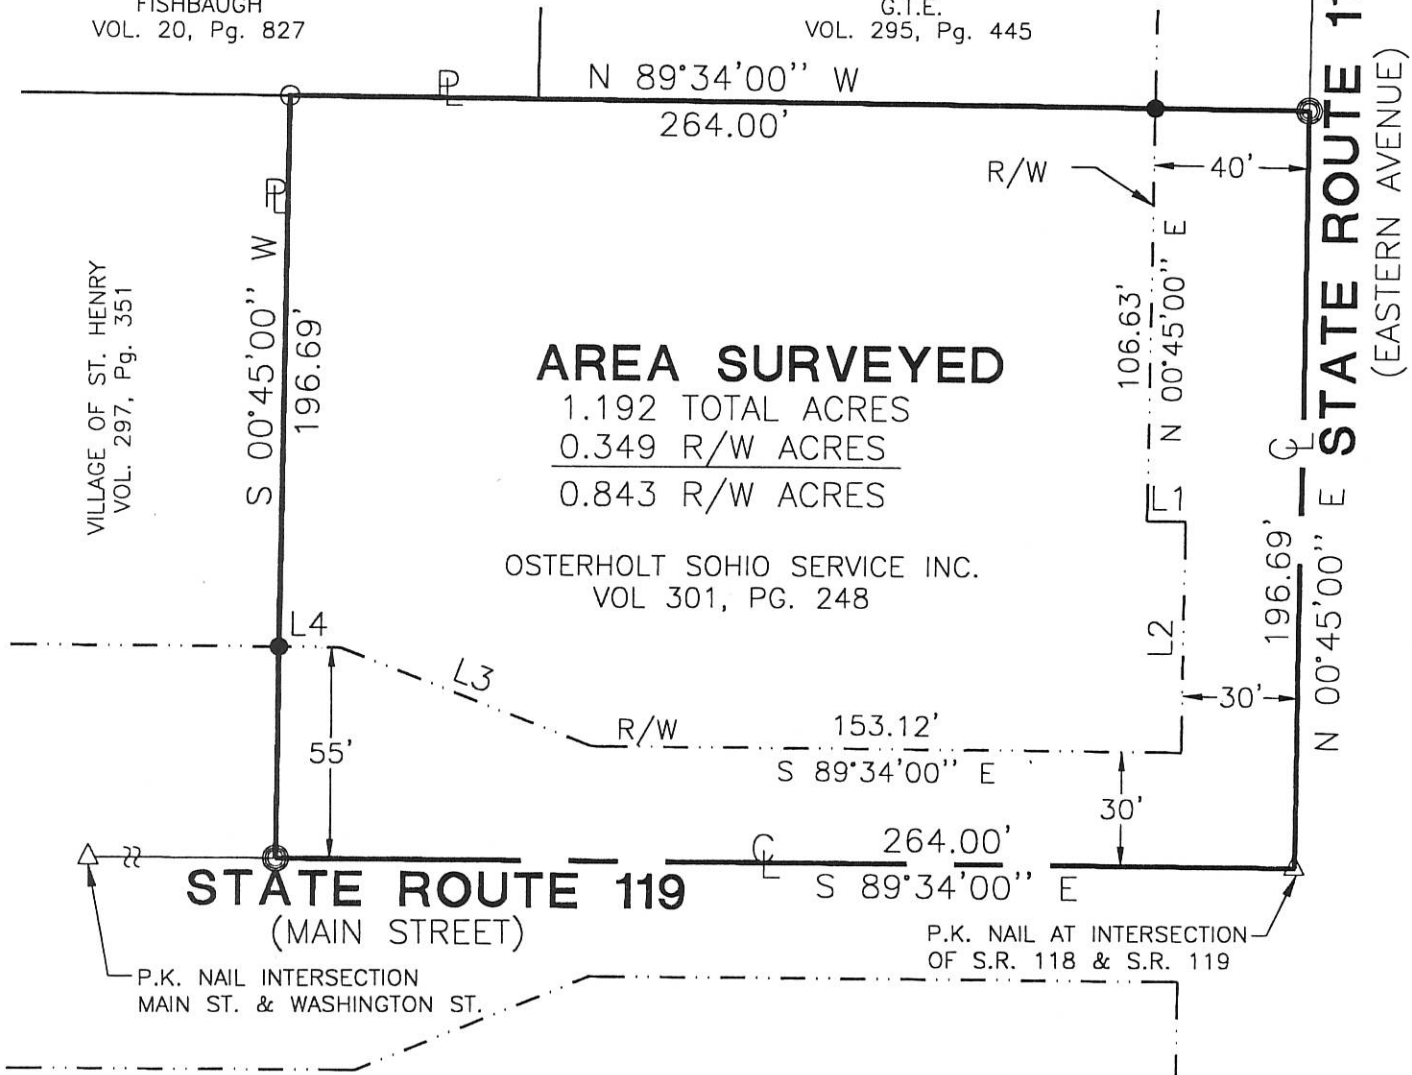 FISHBAUGH
VOL. 20, Pg. 827
G.T.E.
VOL. 295, Pg. 445
N 89°34'00'' W
264.00'
PL
PL
R/W
40'
STATE ROUTE
(EASTERN AVENUE)
S 00°45'00'' W
196.69'
VILLAGE OF ST. HENRY
VOL. 297, Pg. 351
106.63'
N 00°45'00'' E
AREA SURVEYED
1.192 TOTAL ACRES
0.349 R/W ACRES
0.843 R/W ACRES
CL
L1
196.69'
N 00°45'00'' E
OSTERHOLT SOHIO SERVICE INC.
VOL 301, PG. 248
L4
L2
L3
30'
R/W
153.12'
S 89°34'00'' E
55'
30'
CL
264.00'
S 89°34'00'' E
STATE ROUTE 119
(MAIN STREET)
P.K. NAIL AT INTERSECTION
OF S.R. 118 & S.R. 119
P.K. NAIL INTERSECTION
MAIN ST. & WASHINGTON ST.